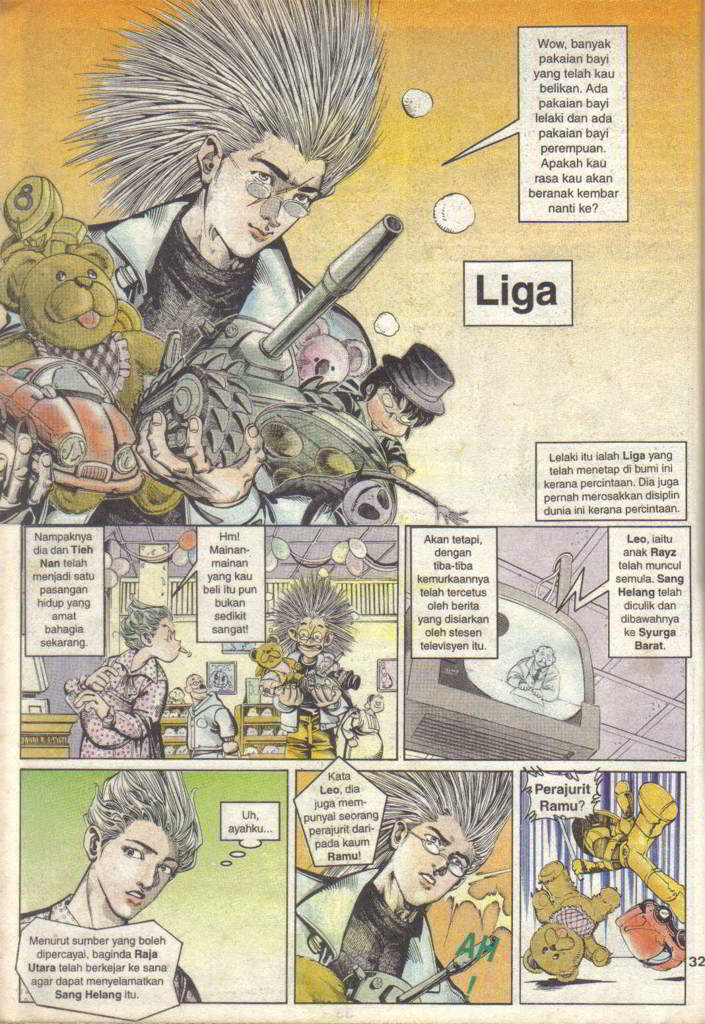 Wow, banyak
pakaian bayi
yang telah kau
belikan. Ada
pakaian bayi
lelaki dan ada
pakaian bayi
perempuan.
Apakah kau
rasa kau akan
beranak kembar
nanti ke?
8
Liga
Lelaki itu ialah Liga yang
telah menetap di bumi ini
kerana percintaan. Dia juga
pernah merosakkan disiplin
dunia ini kerana percintaan.
Nampaknya
dia dan Tieh
Nan telah
menjadi satu
pasangan
hidup yang
amat
bahagia
sekarang.
Hm!
Mainan-
mainan
yang kau
beli itu pun
bukan
sedikit
sangat!
Akan tetapi,
dengan
tiba-tiba
kemurkaannya
telah tercetus
oleh berita
yang disiarkan
oleh stesen
televisyen itu.
Leo, iaitu
anak Rayz
telah muncul
semula. Sang
Helang telah
diculik dan
dibawahnya
ke Syurga
Barat.
Uh,
ayahku...
Menurut sumber yang boleh
dipercayai, baginda Raja
Utara telah berkejar ke sana
agar dapat menyelamatkan
Sang Helang itu.
Kata
Leo, dia
juga mem-
punyai seorang
perajurit dari-
pada kaum
Ramu!
AH
!
Perajurit
Ramu?
32